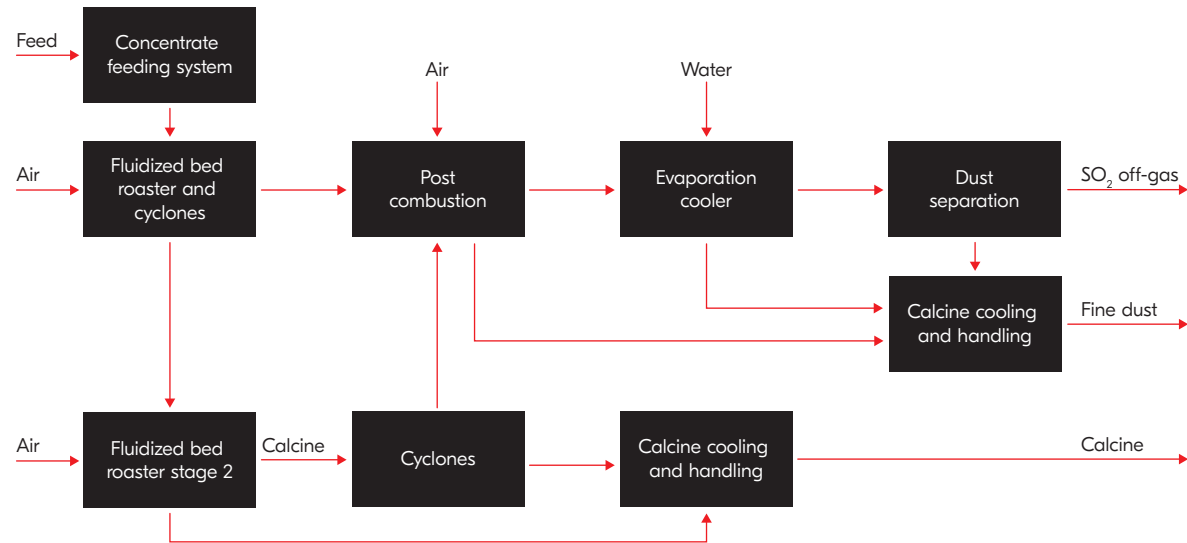 Feed
Concentrate
feeding system
Air
Water
Air
Fluidized bed
roaster and
cyclones
Post
combustion
Evaporation
cooler
Dust
separation
SO₂ off-gas
Calcine cooling
and handling
Fine dust
Air
Fluidized bed
roaster stage 2
Calcine
Cyclones
Calcine cooling
and handling
Calcine